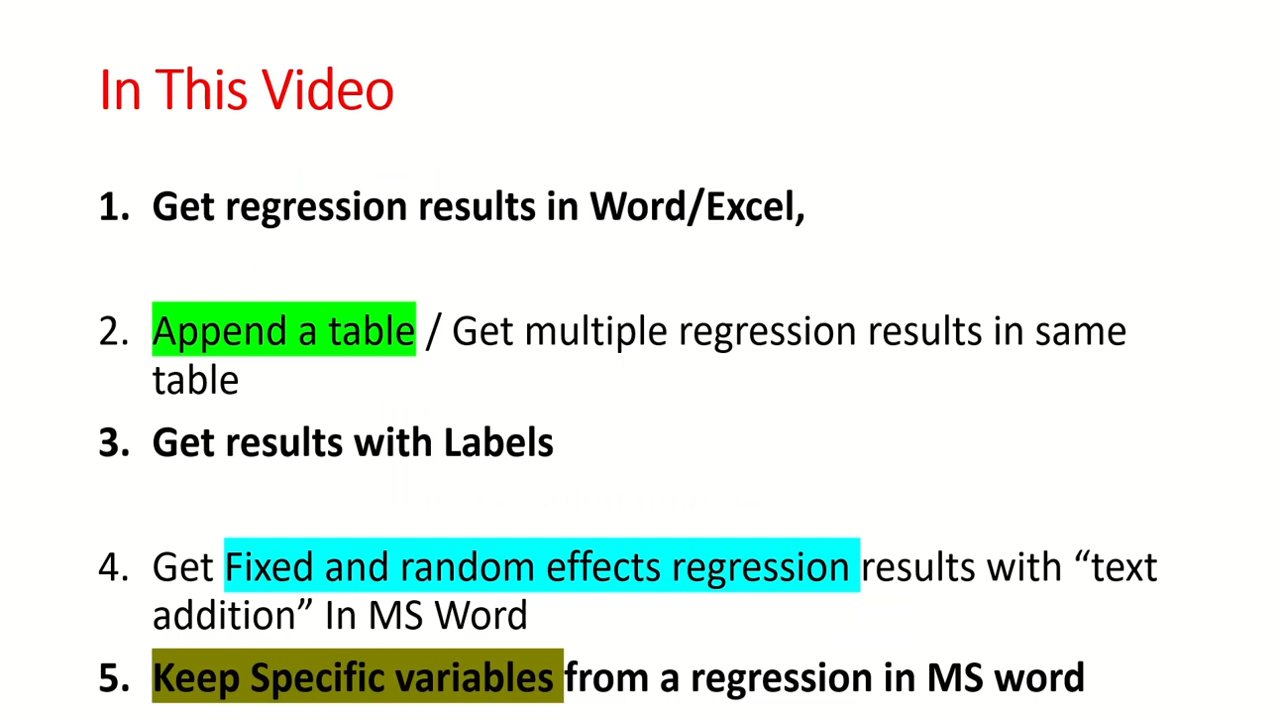 In This Video
1. Get regression results in Word/Excel,
2. Append a table / Get multiple regression results in same
table
3. Get results with Labels
4. Get Fixed and random effects regression results with “text
addition” In MS Word
5. Keep Specific variables from a regression in MS word